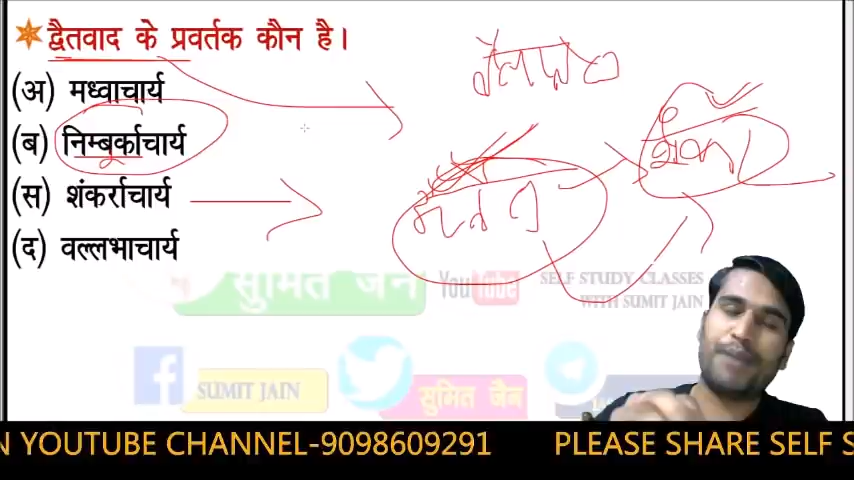 द्वैतवाद के प्रवर्तक कौन है।
(अ) मध्वाचार्य
(ब) निम्बुर्काचार्य
(स) शंकर्राचार्य
(द) वल्लभाचार्य
सुमित जैन
YouTube
SELF STUDY CLASSES
WITH SUMIT JAIN
SUMIT JAIN
सुमित जैन
N YOUTUBE CHANNEL-9098609291 PLEASE SHARE SELF S